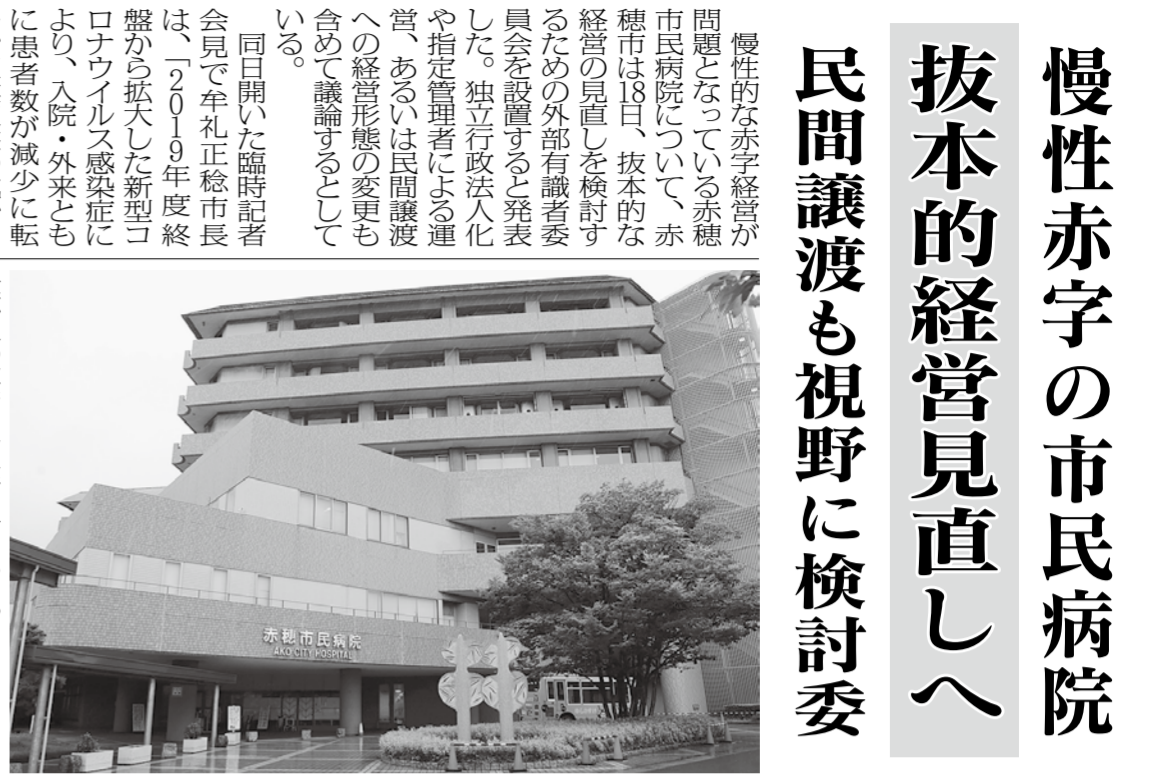 慢性赤字の市民病院
抜本的経営見直しへ
民間譲渡も視野に検討委
慢性的な赤字経営が
問題となっている赤穂
市民病院について、赤
穂市は18日、抜本的な
経営の見直しを検討す
るための外部有識者委
員会を設置すると発表
した。独立行政法人化
や指定管理者による運
営、あるいは民間譲渡
への経営形態の変更も
含めて議論するとして
いる。
同日開いた臨時記者
会見で牟礼正稔市長
は、「2019年度終
盤から拡大した新型コ
ロナウイルス感染症に
より、入院・外来とも
に患者数が減少に転
赤穂市民病院
AKO CITY HOSPITAL